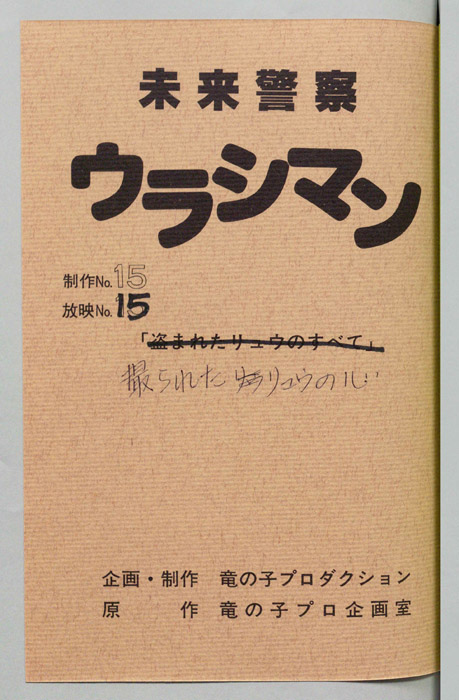 未来警察
ウラシマン
制作No.15
放映No.15
「盗まれたリュウのすべて」
撮られたリュウの心
企画・制作 竜の子プロダクション
原 作 竜の子プロ企画室